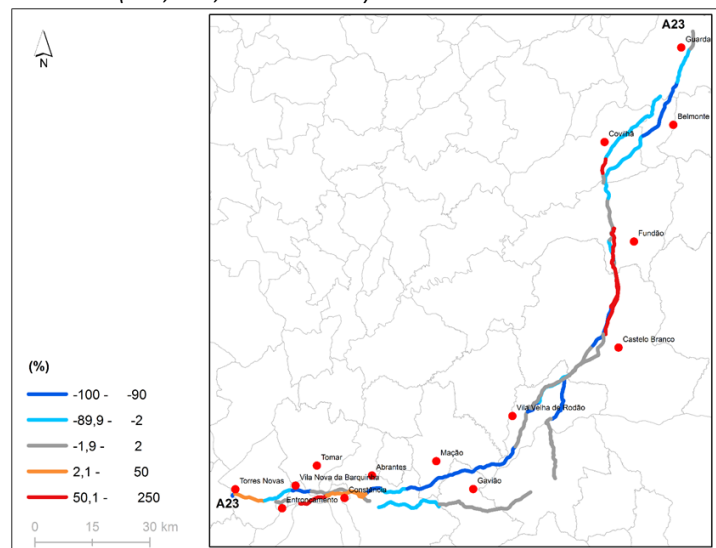 A23
N
Guarda
Belmonte
Covilhã
Fundão
Castelo Branco
(%)
-100 - -90
-89,9 - -2
-1,9 - 2
2,1 - 50
50,1 - 250
Vila Velha de Rodão
Mação
Tomar
Abrantes
Vila Nova da Barquinha
Torres Novas
Gavião
Constância
Entroncamento
A23
0 15 30 km